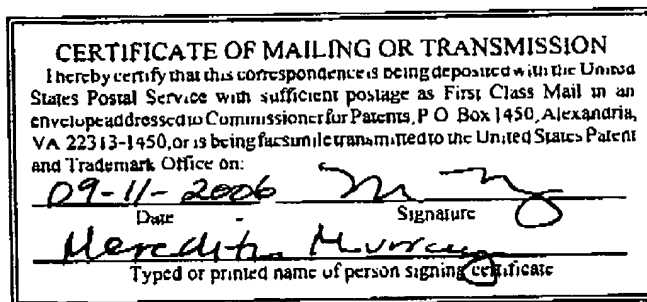 CERTIFICATE OF MAILING OR TRANSMISSION
I hereby certify that this correspondence is being deposited with the United
States Postal Service with sufficient postage as First Class Mail in an
envelope addressed to Commissioner for Patents, P O Box 1450, Alexandria,
VA 22313-1450, or is being facsimile transmitted to the United States Patent
and Trademark Office on:
09-11-2006
Date Signature
Meredith Murray
Typed or printed name of person signing certificate